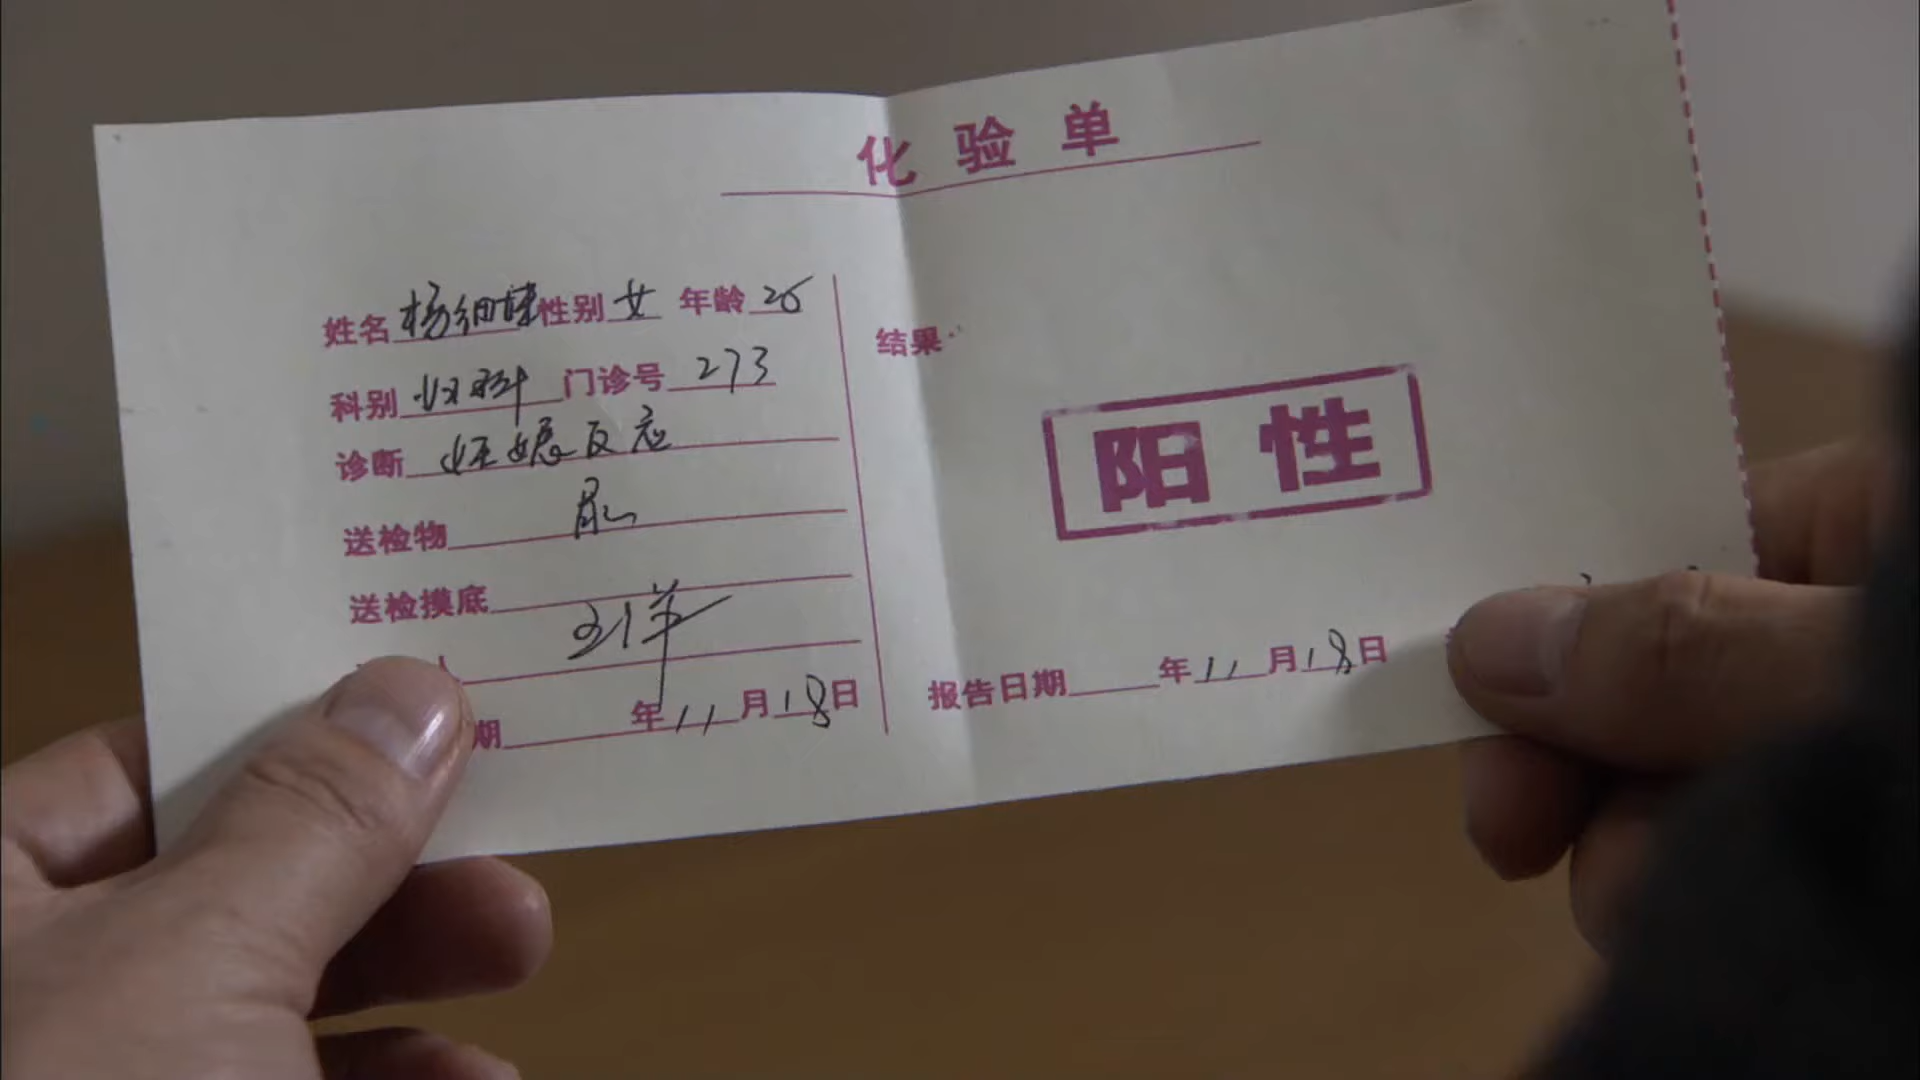 化验单
姓名 杨细妹 性别 女 年龄 26
科别 妇科 门诊号 273
诊断 妊娠反应
送检物 尿
送检摸底
期 年 11 月 18 日
结果:
阳性
报告日期 年 11 月 18 日